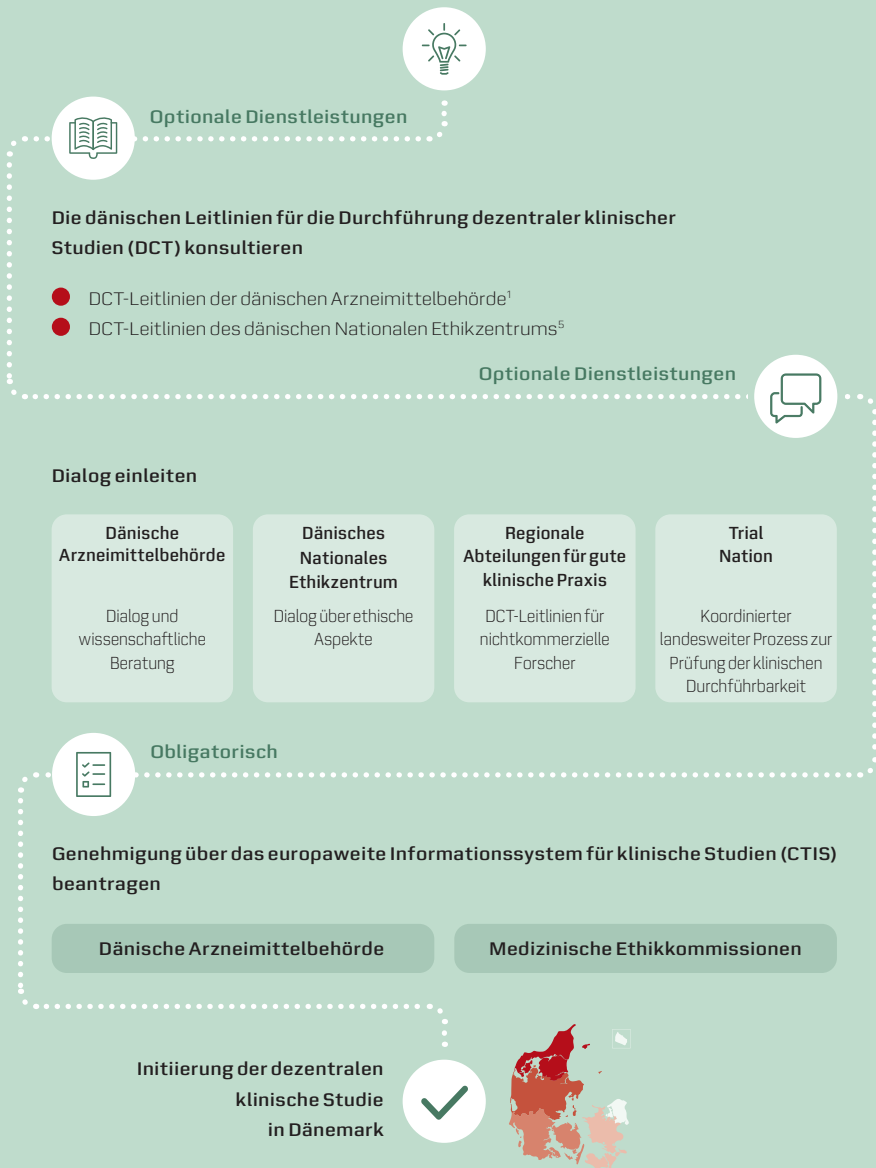 Optionale Dienstleistungen
Die dänischen Leitlinien für die Durchführung dezentraler klinischer
Studien (DCT) konsultieren
DCT-Leitlinien der dänischen Arzneimittelbehörde¹
DCT-Leitlinien des dänischen Nationalen Ethikzentrums⁵
Optionale Dienstleistungen
Dialog einleiten
Dänische
Arzneimittelbehörde
Dialog und
wissenschaftliche
Beratung
Dänisches
Nationales
Ethikzentrum
Dialog über ethische
Aspekte
Regionale
Abteilungen für gute
klinische Praxis
DCT-Leitlinien für
nichtkommerzielle
Forscher
Trial
Nation
Koordinierter
landesweiter Prozess zur
Prüfung der klinischen
Durchführbarkeit
Obligatorisch
Genehmigung über das europaweite Informationssystem für klinische Studien (CTIS)
beantragen
Dänische Arzneimittelbehörde
Medizinische Ethikkommissionen
Initiierung der dezentralen
klinische Studie
in Dänemark